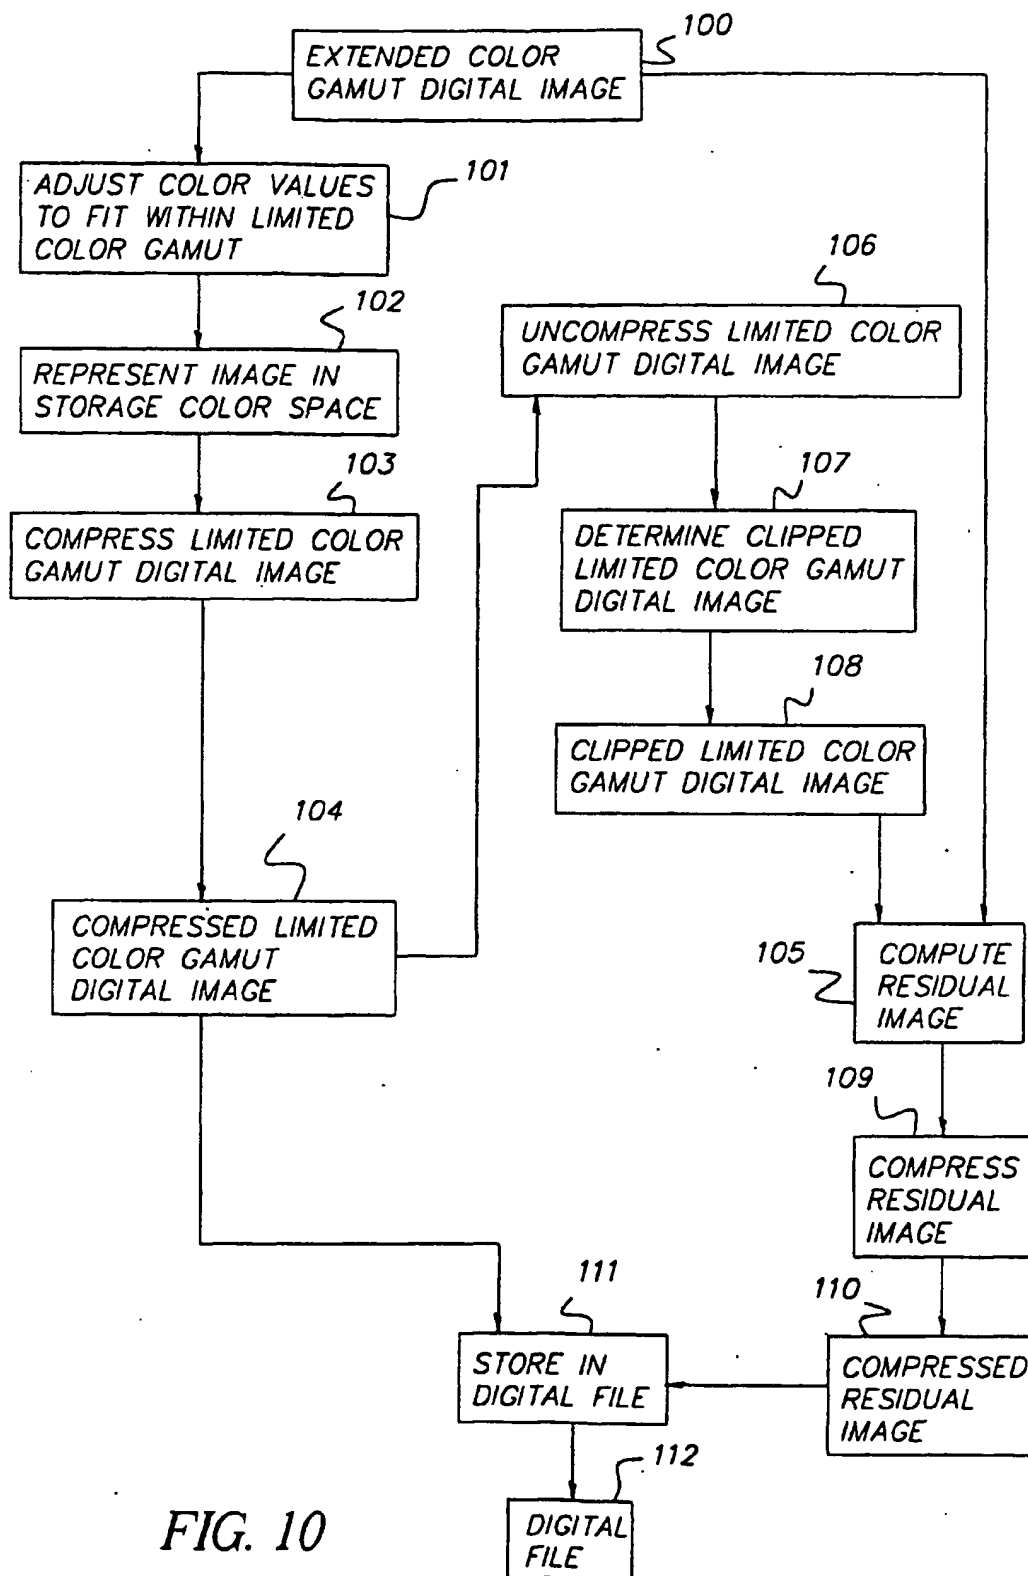 100
EXTENDED COLOR
GAMUT DIGITAL IMAGE
101
ADJUST COLOR VALUES
TO FIT WITHIN LIMITED
COLOR GAMUT
102
REPRESENT IMAGE IN
STORAGE COLOR SPACE
103
COMPRESS LIMITED COLOR
GAMUT DIGITAL IMAGE
104
COMPRESSED LIMITED
COLOR GAMUT
DIGITAL IMAGE
106
UNCOMPRESS LIMITED COLOR
GAMUT DIGITAL IMAGE
107
DETERMINE CLIPPED
LIMITED COLOR GAMUT
DIGITAL IMAGE
108
CLIPPED LIMITED COLOR
GAMUT DIGITAL IMAGE
105
COMPUTE
RESIDUAL
IMAGE
109
COMPRESS
RESIDUAL
IMAGE
110
COMPRESSED
RESIDUAL
IMAGE
111
STORE IN
DIGITAL FILE
112
DIGITAL
FILE
FIG. 10